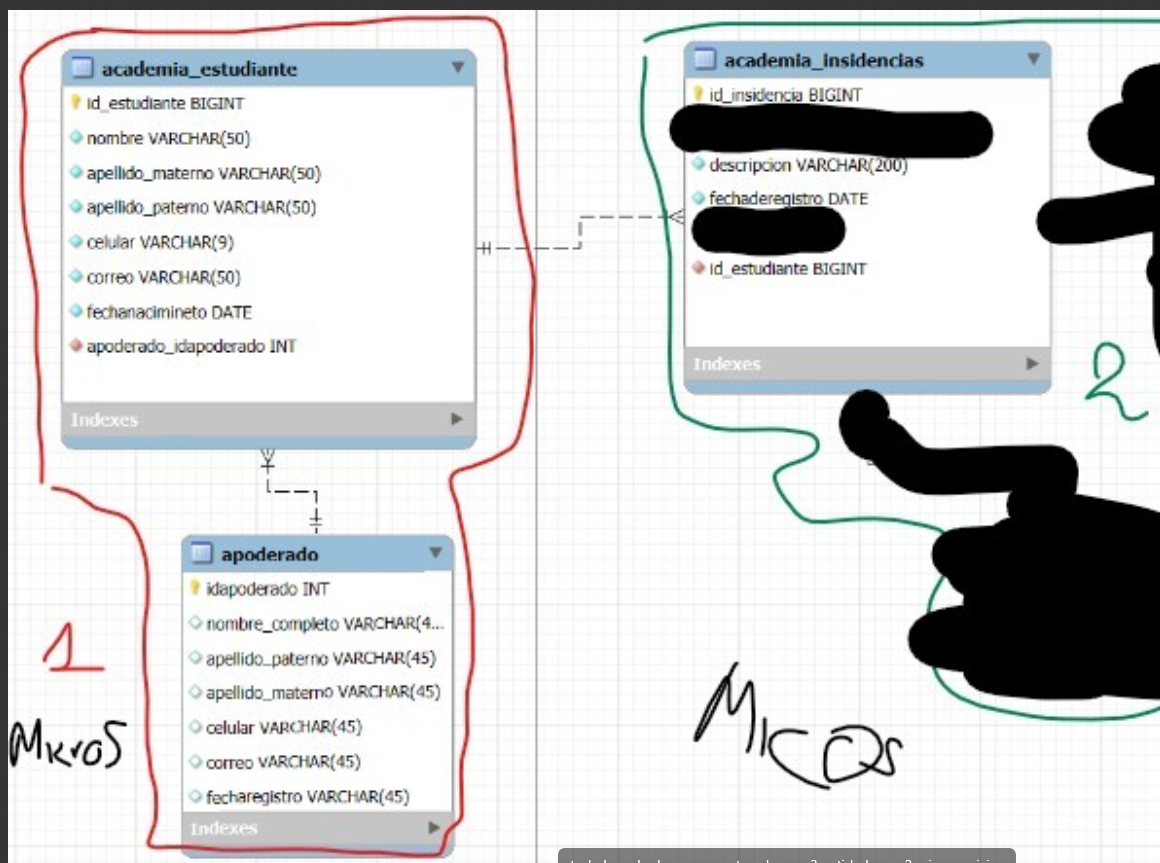 academia_estudiante
id_estudiante BIGINT
nombre VARCHAR(50)
apellido_materno VARCHAR(50)
apellido_paterno VARCHAR(50)
celular VARCHAR(9)
correo VARCHAR(50)
fechanacimineto DATE
apoderado_idapoderado INT
Indexes
apoderado
idapoderado INT
nombre_completo VARCHAR(4...
apellido_paterno VARCHAR(45)
apellido_materno VARCHAR(45)
celular VARCHAR(45)
correo VARCHAR(45)
fecharegistro VARCHAR(45)
Indexes
1
academia_insidencias
id_insidencia BIGINT
descripcion VARCHAR(200)
fechaderegistro DATE
id_estudiante BIGINT
Indexes
2